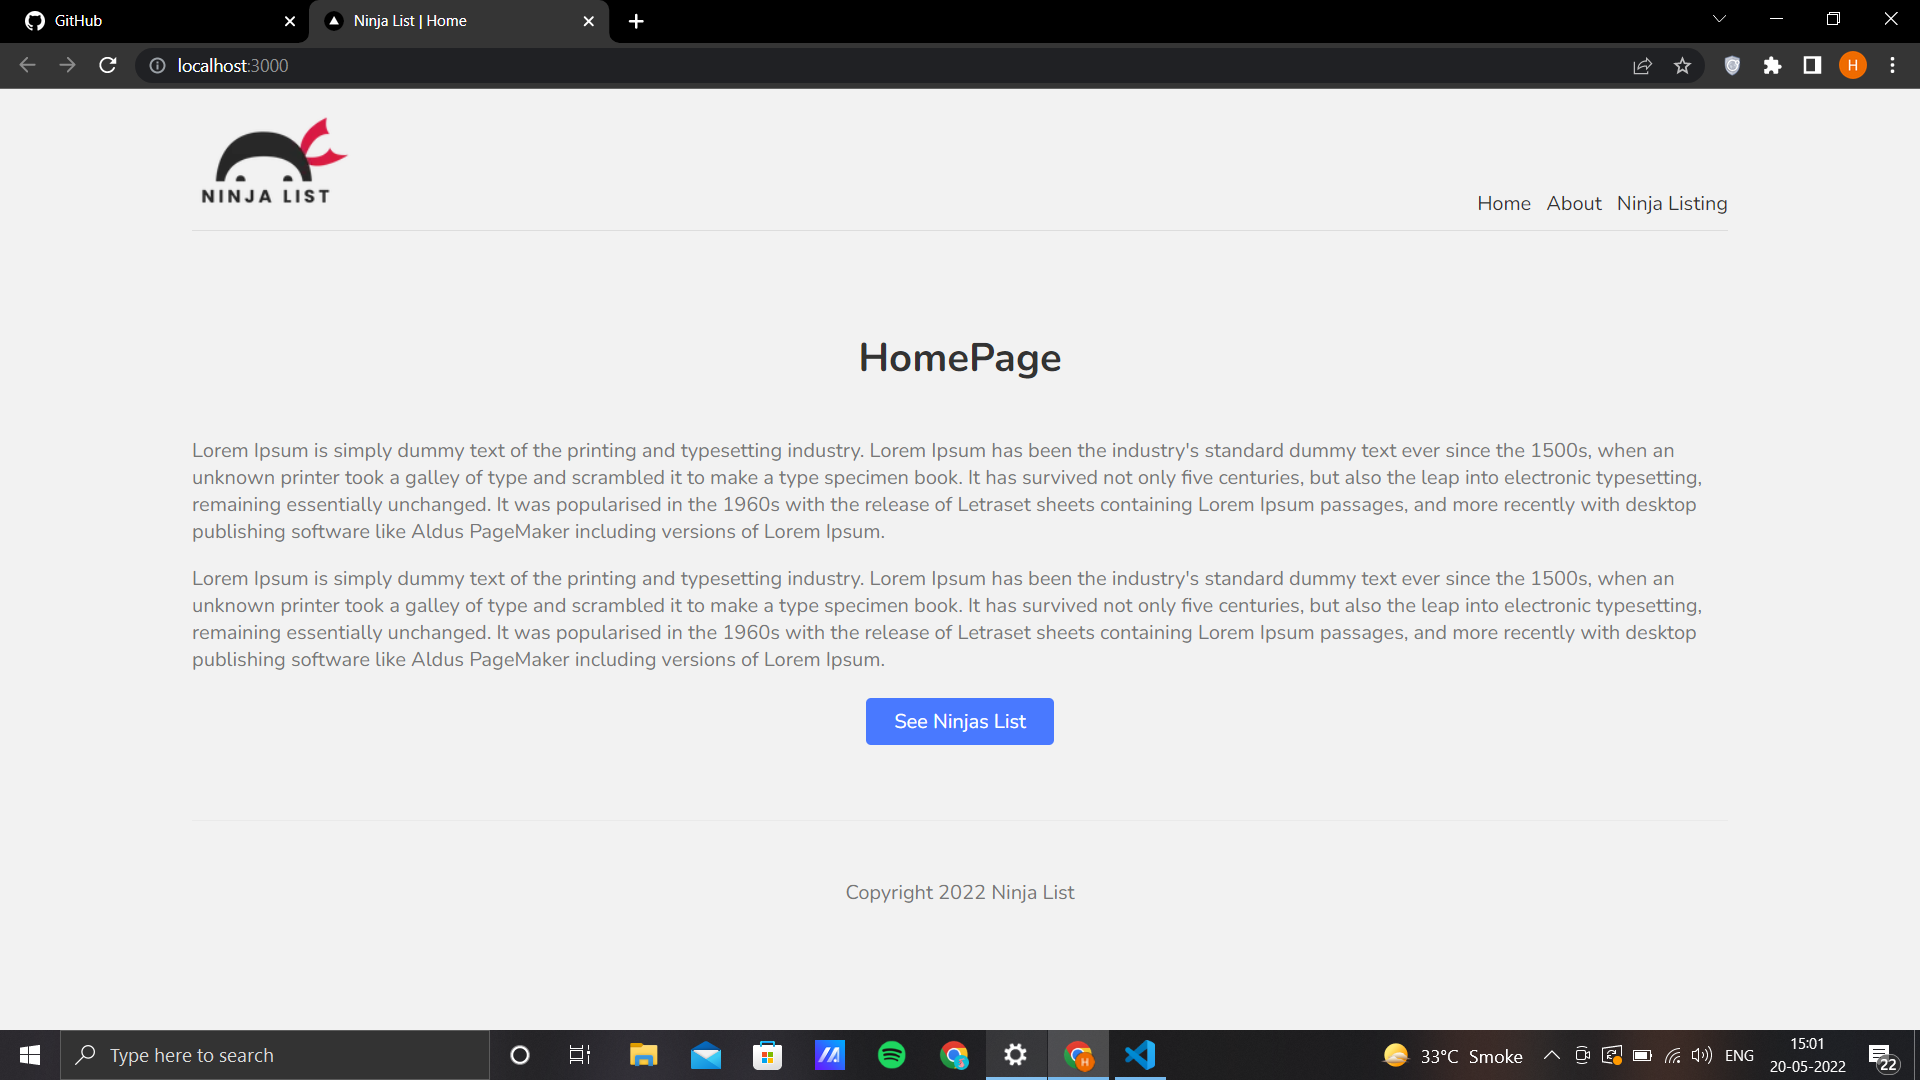 GitHub
Ninja List | Home
localhost:3000
H
NINJA LIST
Home About Ninja Listing
HomePage
Lorem Ipsum is simply dummy text of the printing and typesetting industry. Lorem Ipsum has been the industry's standard dummy text ever since the 1500s, when an
unknown printer took a galley of type and scrambled it to make a type specimen book. It has survived not only five centuries, but also the leap into electronic typesetting,
remaining essentially unchanged. It was popularised in the 1960s with the release of Letraset sheets containing Lorem Ipsum passages, and more recently with desktop
publishing software like Aldus PageMaker including versions of Lorem Ipsum.
Lorem Ipsum is simply dummy text of the printing and typesetting industry. Lorem Ipsum has been the industry's standard dummy text ever since the 1500s, when an
unknown printer took a galley of type and scrambled it to make a type specimen book. It has survived not only five centuries, but also the leap into electronic typesetting,
remaining essentially unchanged. It was popularised in the 1960s with the release of Letraset sheets containing Lorem Ipsum passages, and more recently with desktop
publishing software like Aldus PageMaker including versions of Lorem Ipsum.
See Ninjas List
Copyright 2022 Ninja List
Type here to search
H
33°C Smoke
ENG
15:01
20-05-2022
22